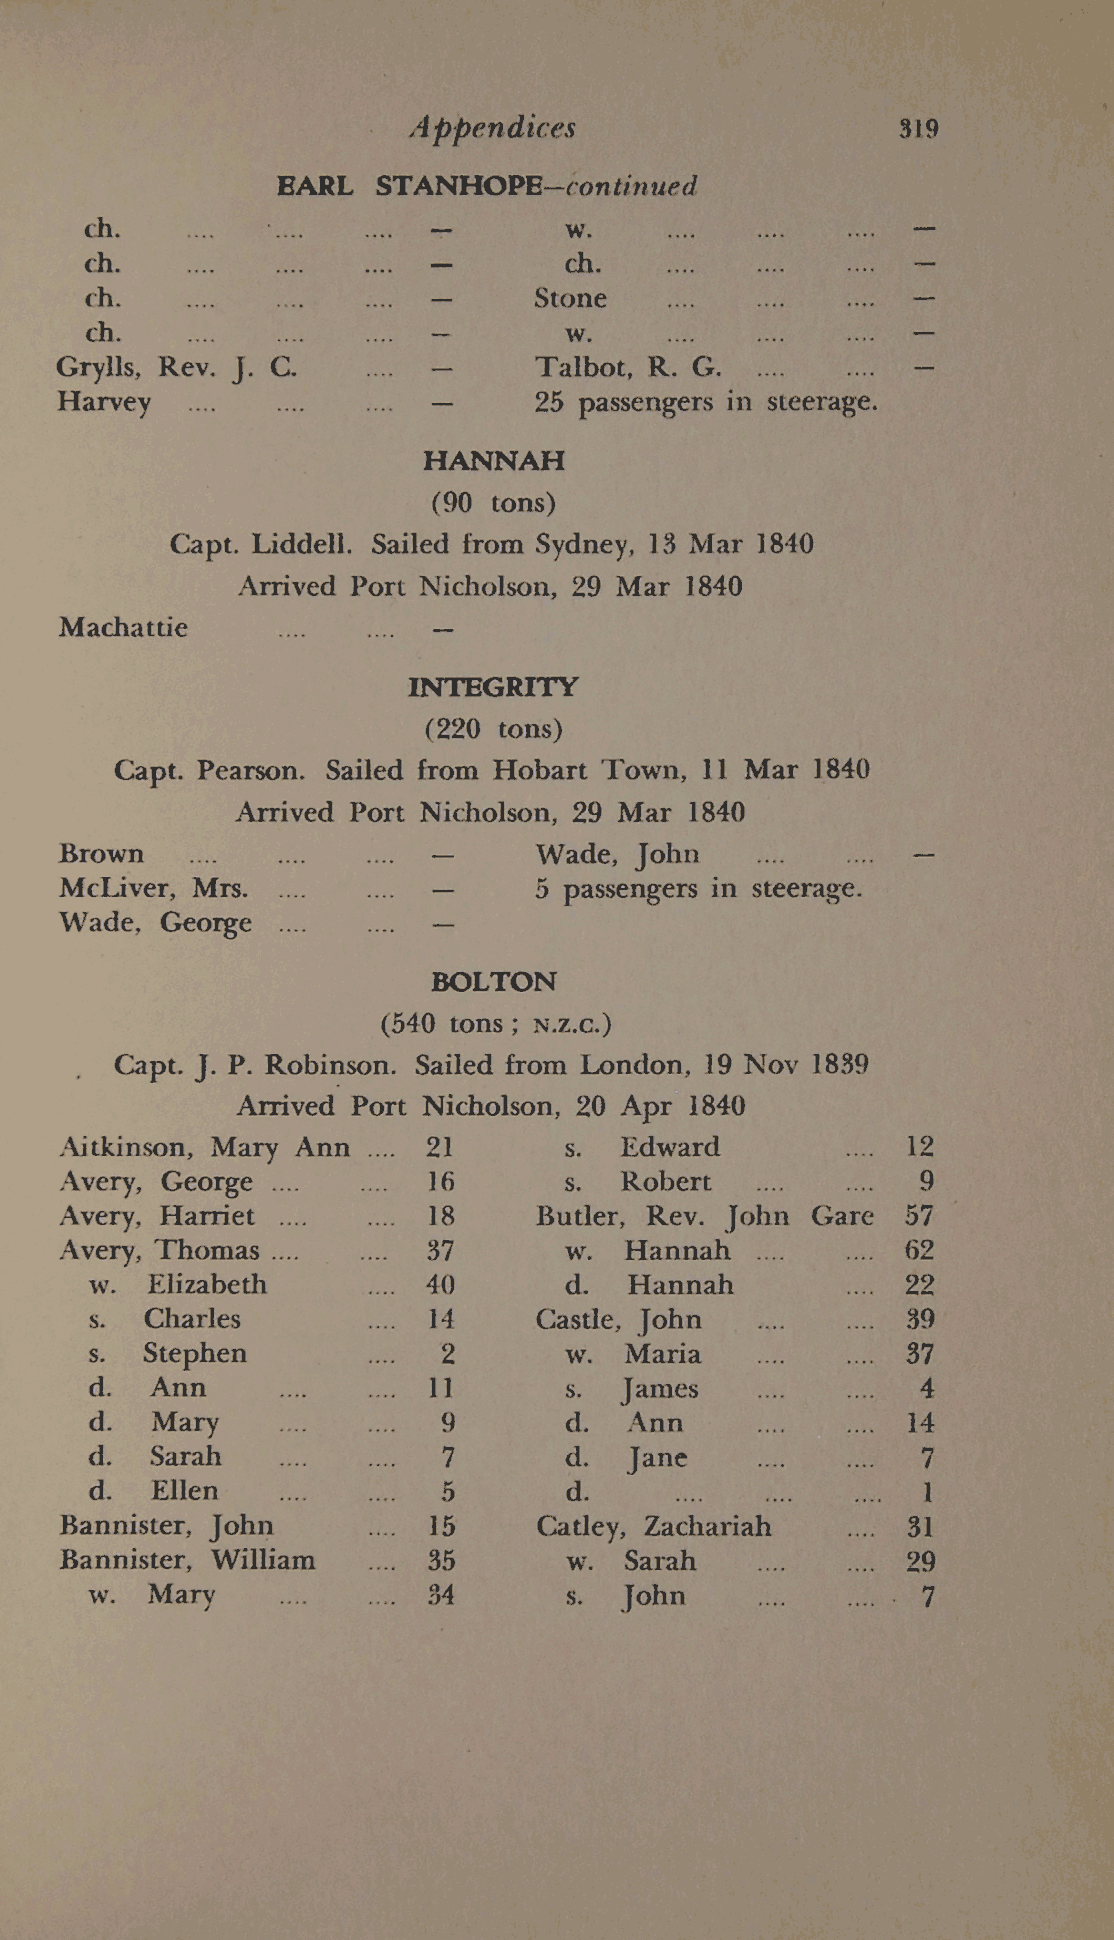 Appendices 319
EARL STANHOPE—continued
ch. .... .... .... —
ch. .... .... .... —
ch. .... .... .... —
ch. .... .... .... —
Grylls, Rev. J. C. .... —
Harvey .... .... .... —
w. .... .... .... —
ch. .... .... .... —
Stone .... .... .... —
w. .... .... .... —
Talbot, R. G. .... .... —
25 passengers in steerage.
HANNAH
(90 tons)
Capt. Liddell. Sailed from Sydney, 13 Mar 1840
Arrived Port Nicholson, 29 Mar 1840
Machattie .... .... —
INTEGRITY
(220 tons)
Capt. Pearson. Sailed from Hobart Town, 11 Mar 1840
Arrived Port Nicholson, 29 Mar 1840
Brown .... .... .... —
McLiver, Mrs. .... .... —
Wade, George .... .... —
Wade, John .... .... —
5 passengers in steerage.
BOLTON
(540 tons; N.Z.C.)
Capt. J. P. Robinson. Sailed from London, 19 Nov 1839
Arrived Port Nicholson, 20 Apr 1840
Aitkinson, Mary Ann .... 21
Avery, George .... .... 16
Avery, Harriet .... .... 18
Avery, Thomas .... .... 37
w. Elizabeth .... 40
s. Charles .... 14
s. Stephen .... 2
d. Ann .... .... 11
d. Mary .... .... 9
d. Sarah .... .... 7
d. Ellen .... .... 5
Bannister, John .... 15
Bannister, William .... 35
w. Mary .... .... 34
s. Edward .... 12
s. Robert .... .... 9
Butler, Rev. John Gare 57
w. Hannah .... .... 62
d. Hannah .... 22
Castle, John .... .... 39
w. Maria .... .... 37
s. James .... .... 4
d. Ann .... .... 14
d. Jane .... .... 7
d. .... .... .... 1
Catley, Zachariah .... 31
w. Sarah .... .... 29
s. John .... .... 7